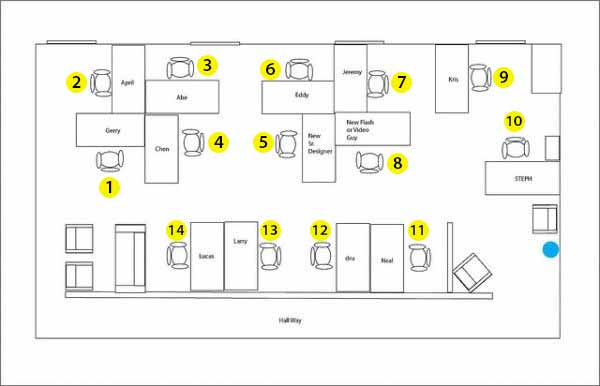 2
April
3
Abe
Gerry
Chen
4
1
6
Eddy
Jeremy
7
Kris
9
5
New
Sr.
Designer
New Flash
or Video
Guy
8
10
STEPH
14
Lucas
Larry
13
12
dru
Neal
11
Hall Way